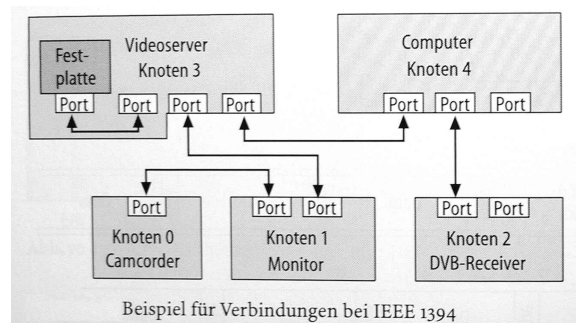 Videoserver
Knoten 3
Fest-
platte
Port Port Port Port
Computer
Knoten 4
Port Port Port
Port
Knoten 0
Camcorder
Port Port
Knoten 1
Monitor
Port Port
Knoten 2
DVB-Receiver
Beispiel für Verbindungen bei IEEE 1394